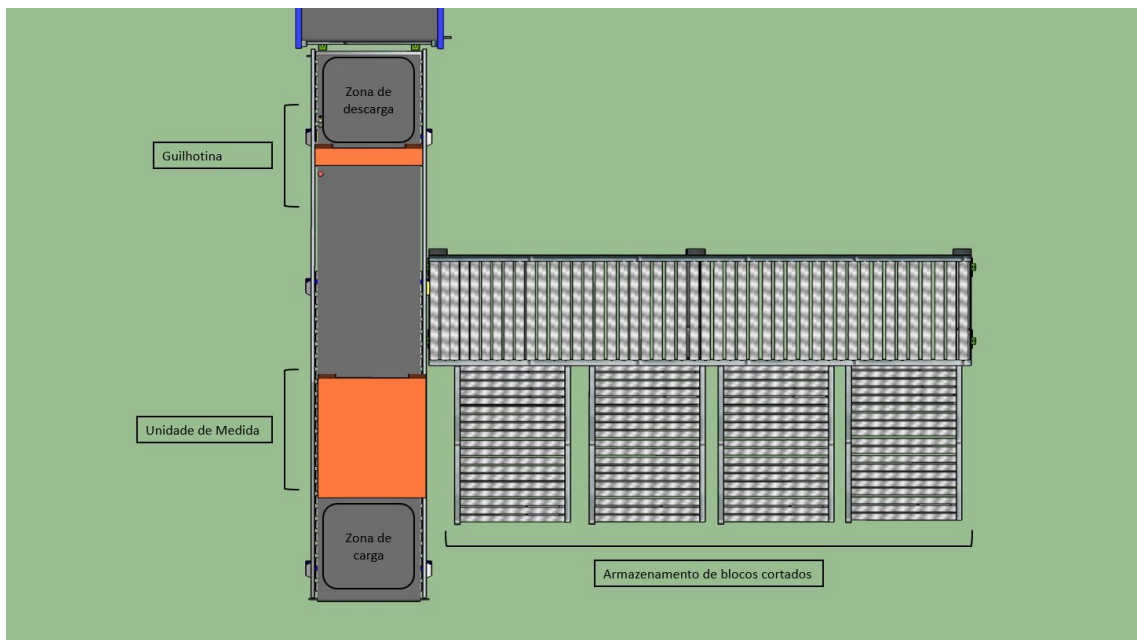 Zona de
descarga
Guilhotina
Unidade de Medida
Zona de
carga
Armazenamento de blocos cortados